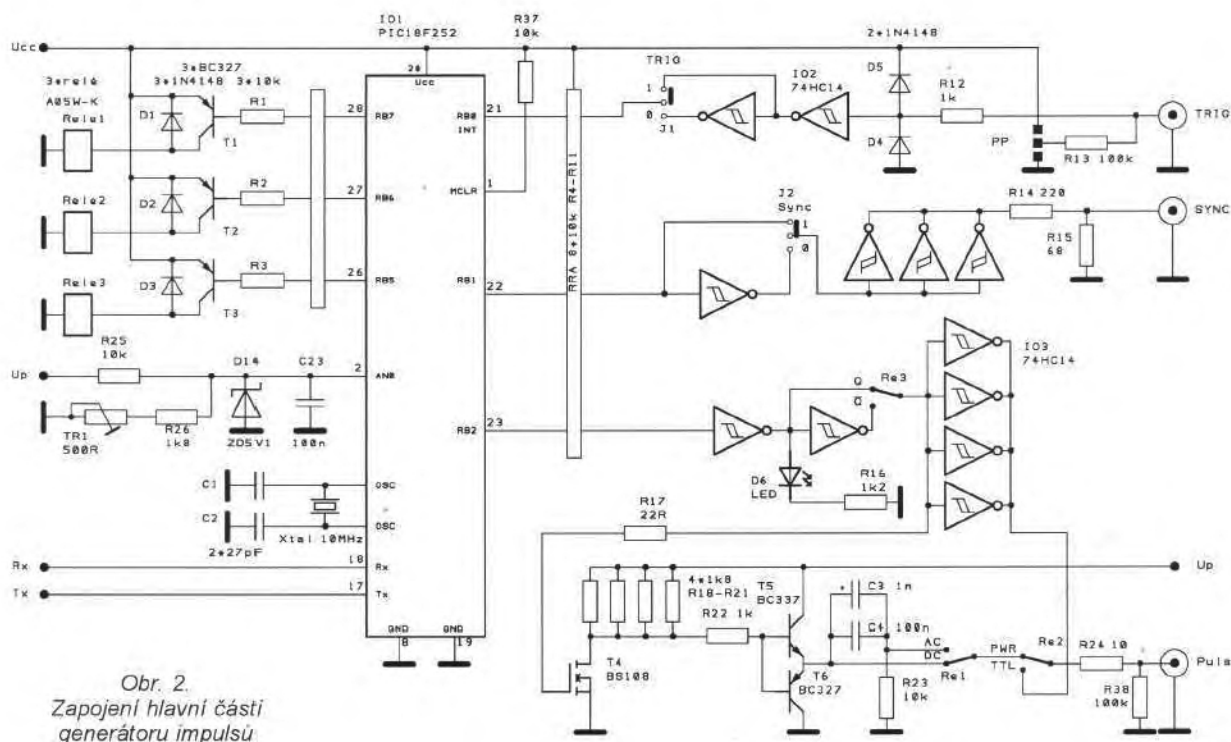 IO1
PIC18F252
R37
10k
2*1N4148
Ucc
20
Ucc
3*BC327
3*1N4148 3*10k
3*relé
A05W-K
Rele1
D1
T1
R1
28
RB7
Rele2
D2
T2
R2
27
RB6
Rele3
D3
T3
R3
26
RB5
RB0
INT
21
MCLR
1
RB1
22
RB2
23
RRA 8*10k R4-R11
TRIG
1
0
J1
IO2
74HC14
D5
D4
R12
1k
PP
R13 100k
TRIG
J2
Sync
1
0
R14 220
R15
68
SYNC
IO3
74HC14
Q
Q
Re3
D6
LED
R16
1k2
R17
22R
Up
R25
10k
TR1
500R
R26
1k8
D14
ZD5V1
C23
100n
2
AN0
C1
C2
2*27pF
Xtal 10MHz
OSC
OSC
Rx
18
Rx
Tx
17
Tx
GND
8
GND
19
4*1k8
R18-R21
R22 1k
T4
BS108
T5
BC337
T6
BC327
+
C3 1n
C4 100n
R23
10k
AC
DC
Re1
PWR
TTL
Re2
R24 10
R38
100k
Up
Puls
Obr. 2.
Zapojení hlavní části
generátoru impulsů